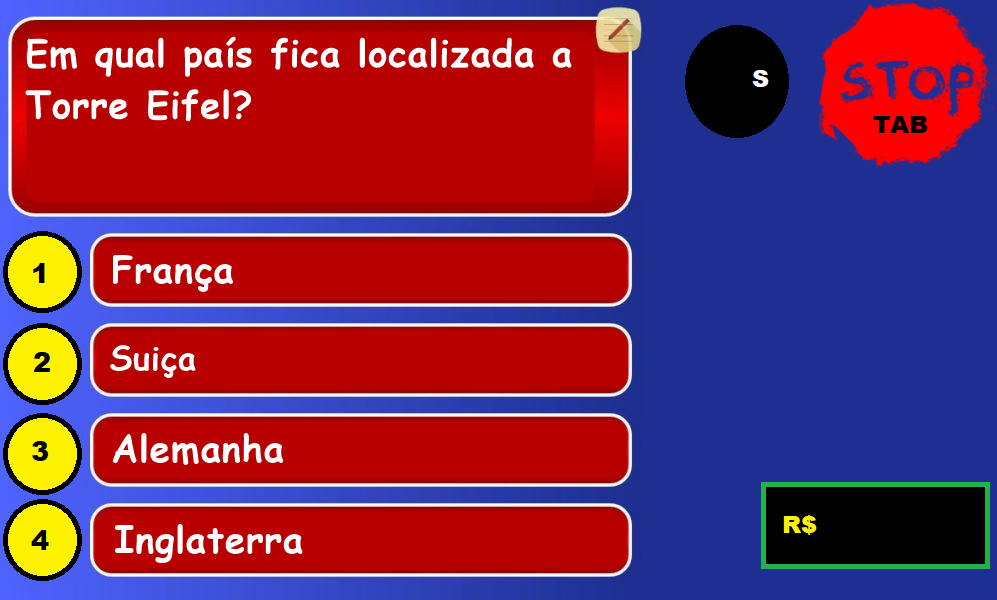 Em qual país fica localizada a
Torre Eifel?
S
STOP
TAB
1
França
2
Suiça
3
Alemanha
4
Inglaterra
R$